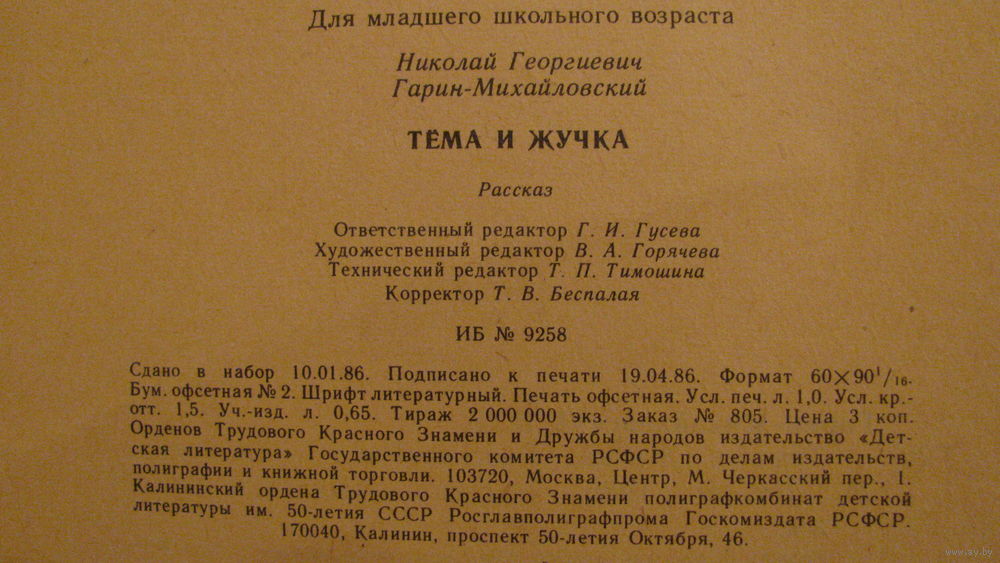 Для младшего школьного возраста
Николай Георгиевич
Гарин-Михайловский
ТЁМА И ЖУЧКА
Рассказ
Ответственный редактор Г. И. Гусева
Художественный редактор В. А. Горячева
Технический редактор Т. П. Тимошина
Корректор Т. В. Беспалая
ИБ № 9258
Сдано в набор 10.01.86. Подписано к печати 19.04.86. Формат 60×90¹/₁₆.
Бум. офсетная № 2. Шрифт литературный. Печать офсетная. Усл. печ. л. 1,0. Усл. кр.-
отт. 1,5. Уч.-изд. л. 0,65. Тираж 2 000 000 экз. Заказ № 805. Цена 3 коп.
Орденов Трудового Красного Знамени и Дружбы народов издательство «Дет-
ская литература» Государственного комитета РСФСР по делам издательств,
полиграфии и книжной торговли. 103720, Москва, Центр, М. Черкасский пер., 1.
Калининский ордена Трудового Красного Знамени полиграфкомбинат детской
литературы им. 50-летия СССР Росглавполиграфпрома Госкомиздата РСФСР.
170040, Калинин, проспект 50-летия Октября, 46.
www.ay.by